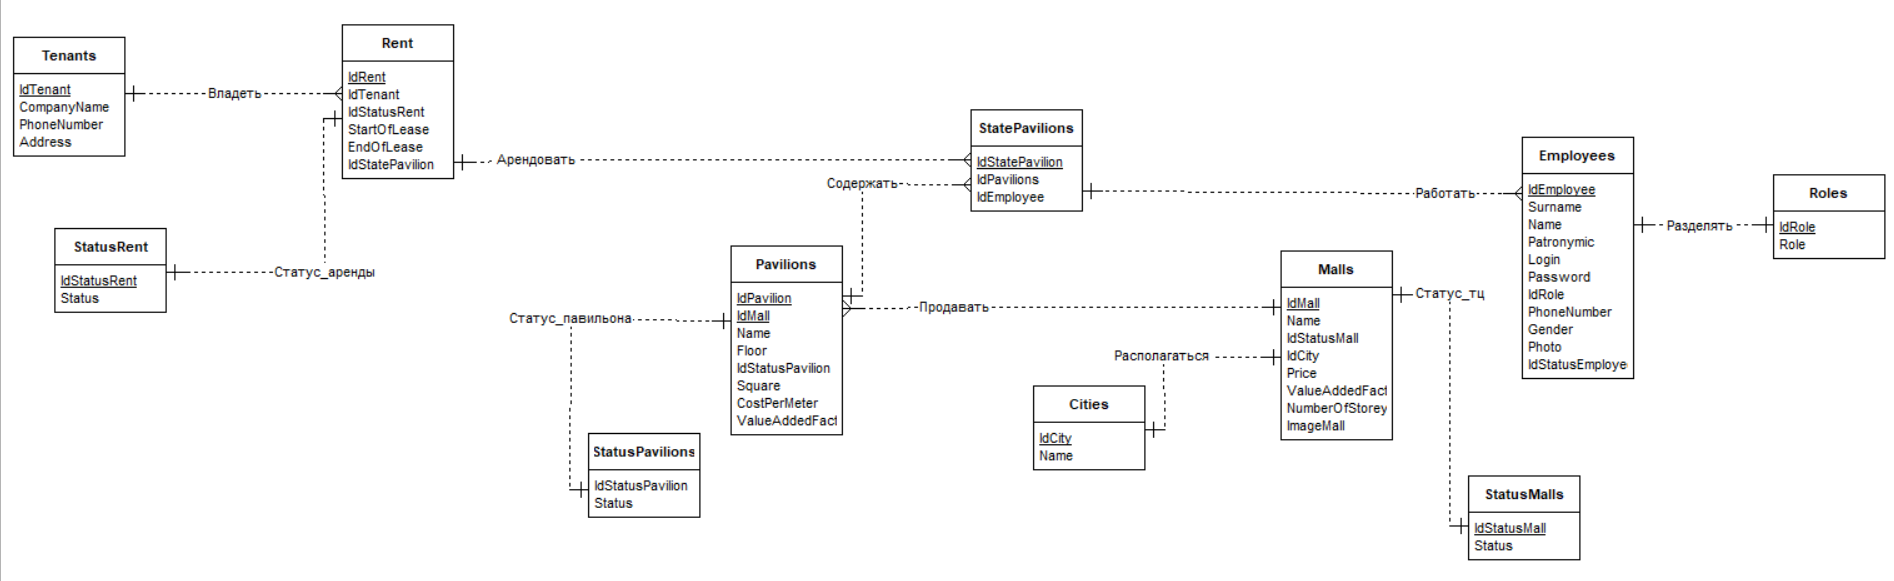 Tenants
IdTenant
CompanyName
PhoneNumber
Address
Владеть
Rent
IdRent
IdTenant
IdStatusRent
StartOfLease
EndOfLease
IdStatePavilion
Арендовать
StatusRent
IdStatusRent
Status
Статус_аренды
StatePavilions
IdStatePavilion
IdPavilions
IdEmployee
Содержать
Работать
Employees
IdEmployee
Surname
Name
Patronymic
Login
Password
IdRole
PhoneNumber
Gender
Photo
IdStatusEmploye
Разделять
Roles
IdRole
Role
Pavilions
IdPavilion
IdMall
Name
Floor
IdStatusPavilion
Square
CostPerMeter
ValueAddedFact
Статус_павильона
Продавать
StatusPavilions
IdStatusPavilion
Status
Malls
IdMall
Name
IdStatusMall
IdCity
Price
ValueAddedFact
NumberOfStorey
ImageMall
Статус_тц
Располагаться
Cities
IdCity
Name
StatusMalls
IdStatusMall
Status